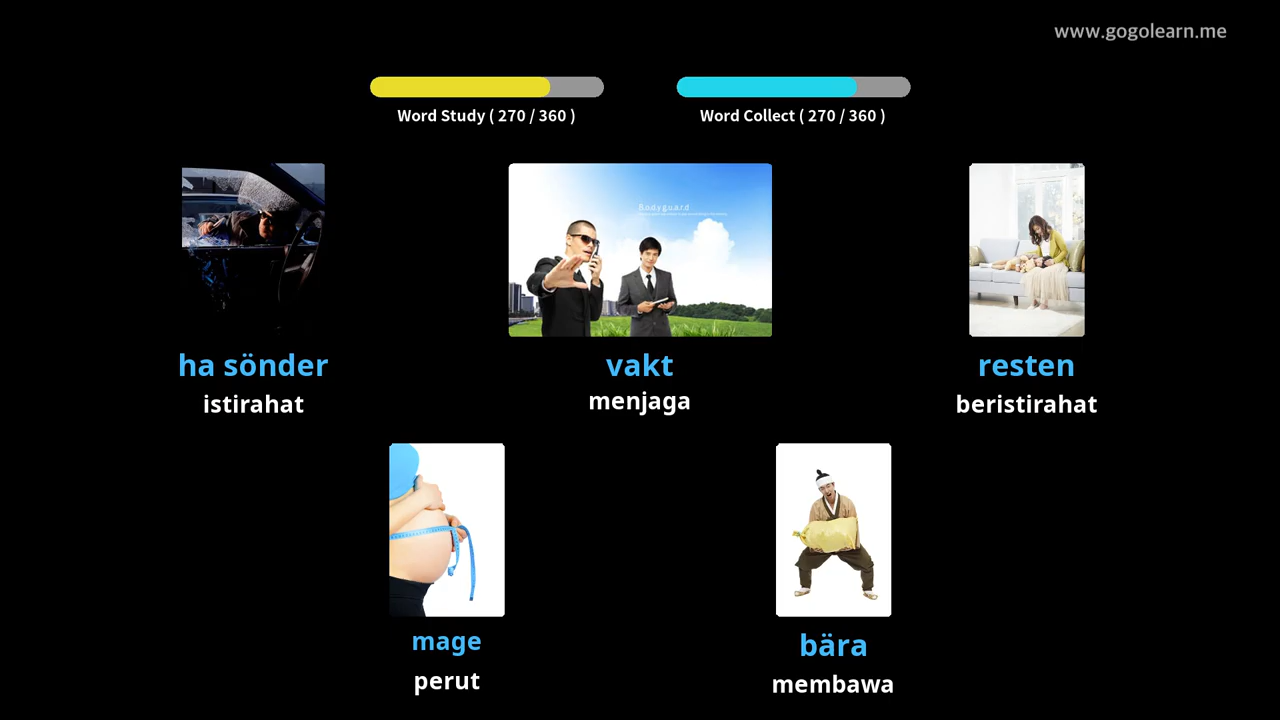 www.gogolearn.me
Word Study ( 270 / 360 )
Word Collect ( 270 / 360 )
Bodyguard
ha sönder
istirahat
vakt
menjaga
resten
beristirahat
mage
perut
bära
membawa